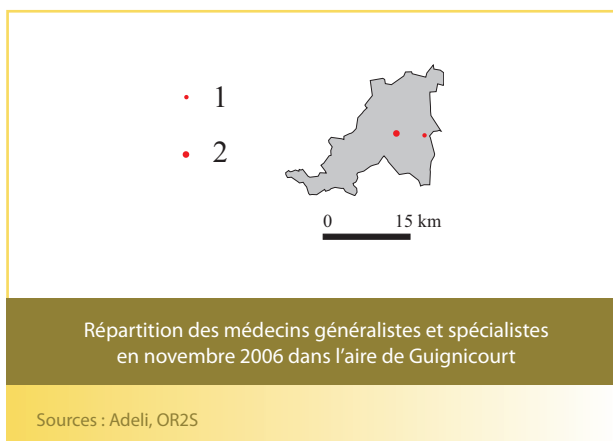 1
2
0 15 km
Répartition des médecins généralistes et spécialistes
en novembre 2006 dans l’aire de Guignicourt
Sources : Adeli, OR2S